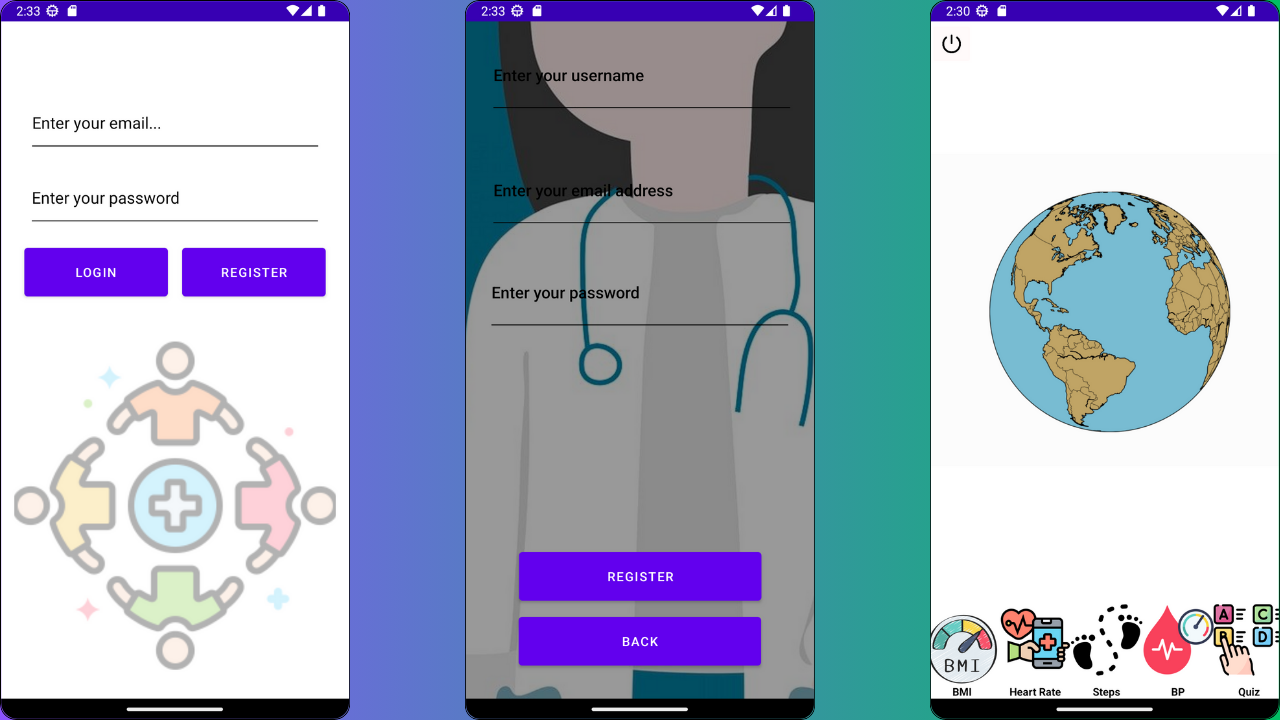 2:33
Enter your email...
Enter your password
LOGIN
REGISTER
2:33
Enter your username
Enter your email address
Enter your password
REGISTER
BACK
2:30
BMI
A
C
D
BMI
Heart Rate
Steps
BP
Quiz